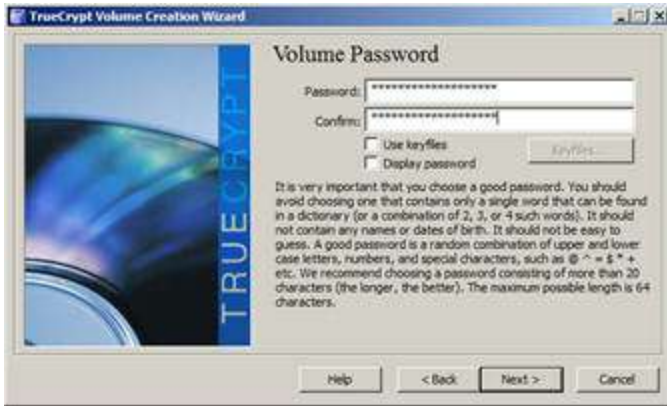 TrueCrypt Volume Creation Wizard
TRUECRYPT
Volume Password
Password: *******************
Confirm: *******************
Use keyfiles
Keyfiles...
Display password
It is very important that you choose a good password. You should
avoid choosing one that contains only a single word that can be found
in a dictionary (or a combination of 2, 3, or 4 such words). It should
not contain any names or dates of birth. It should not be easy to
guess. A good password is a random combination of upper and lower
case letters, numbers, and special characters, such as @ ^ = $ * +
etc. We recommend choosing a password consisting of more than 20
characters (the longer, the better). The maximum possible length is 64
characters.
Help
< Back
Next >
Cancel